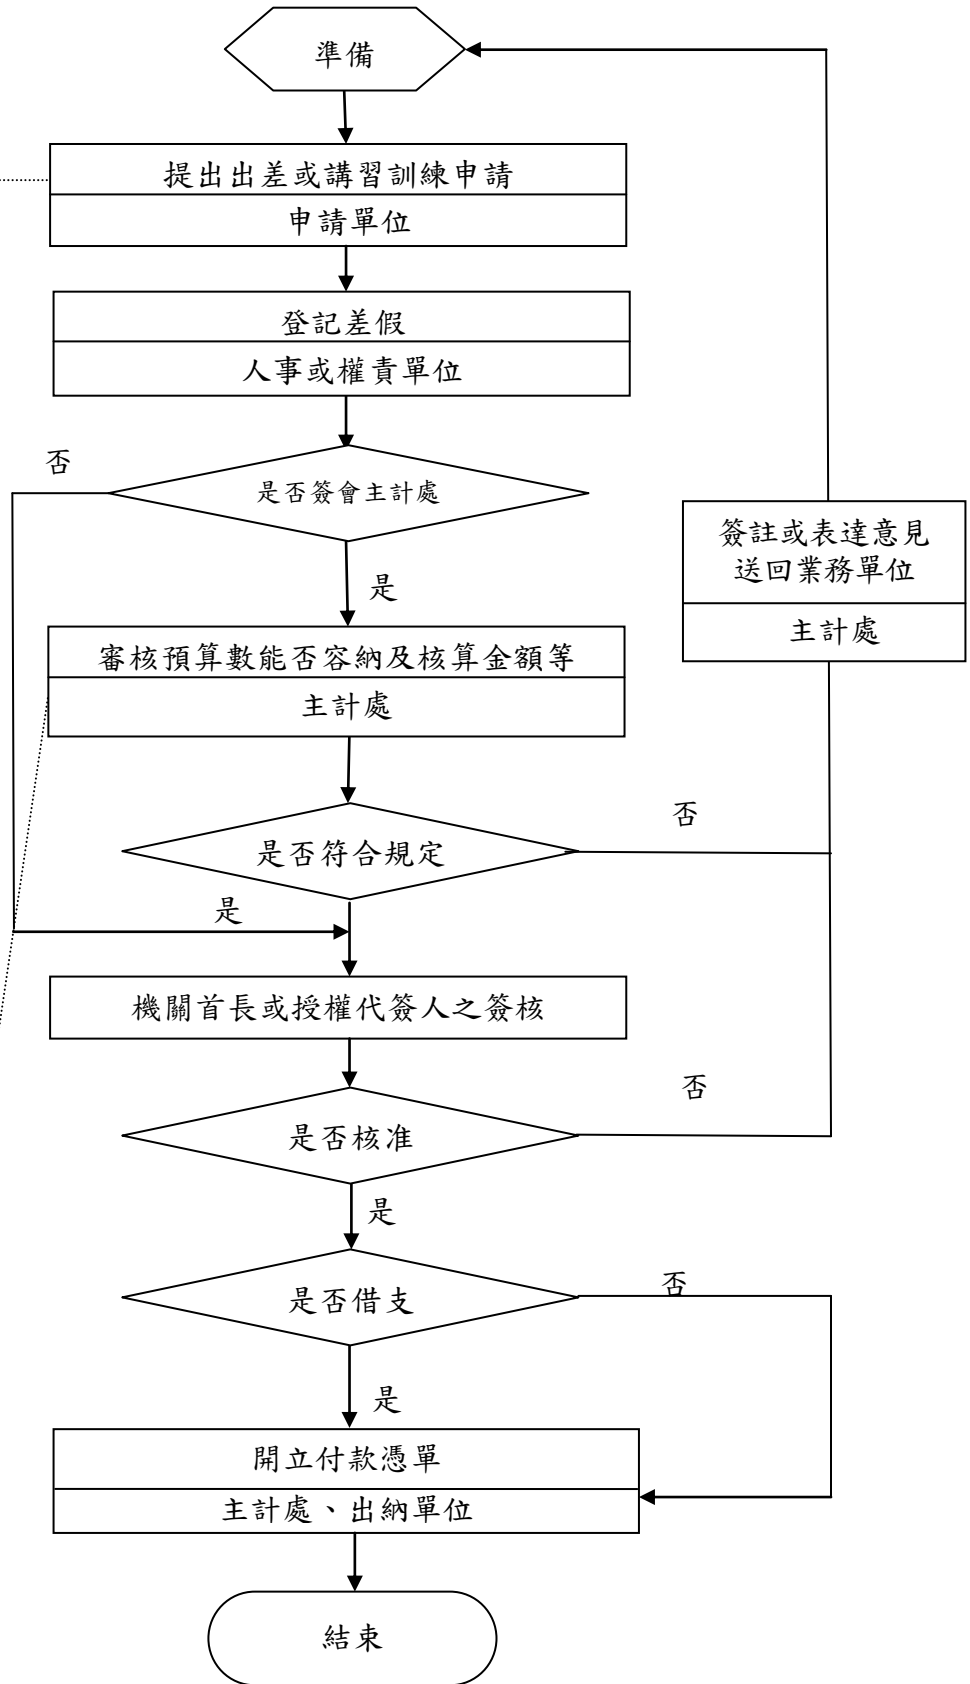 準備
提出出差或講習訓練申請
申請單位
登記差假
人事或權責單位
否
是否簽會主計處
是
簽註或表達意見
送回業務單位
主計處
審核預算數能否容納及核算金額等
主計處
否
是否符合規定
是
機關首長或授權代簽人之簽核
否
是否核准
是
否
是否借支
是
開立付款憑單
主計處、出納單位
結束